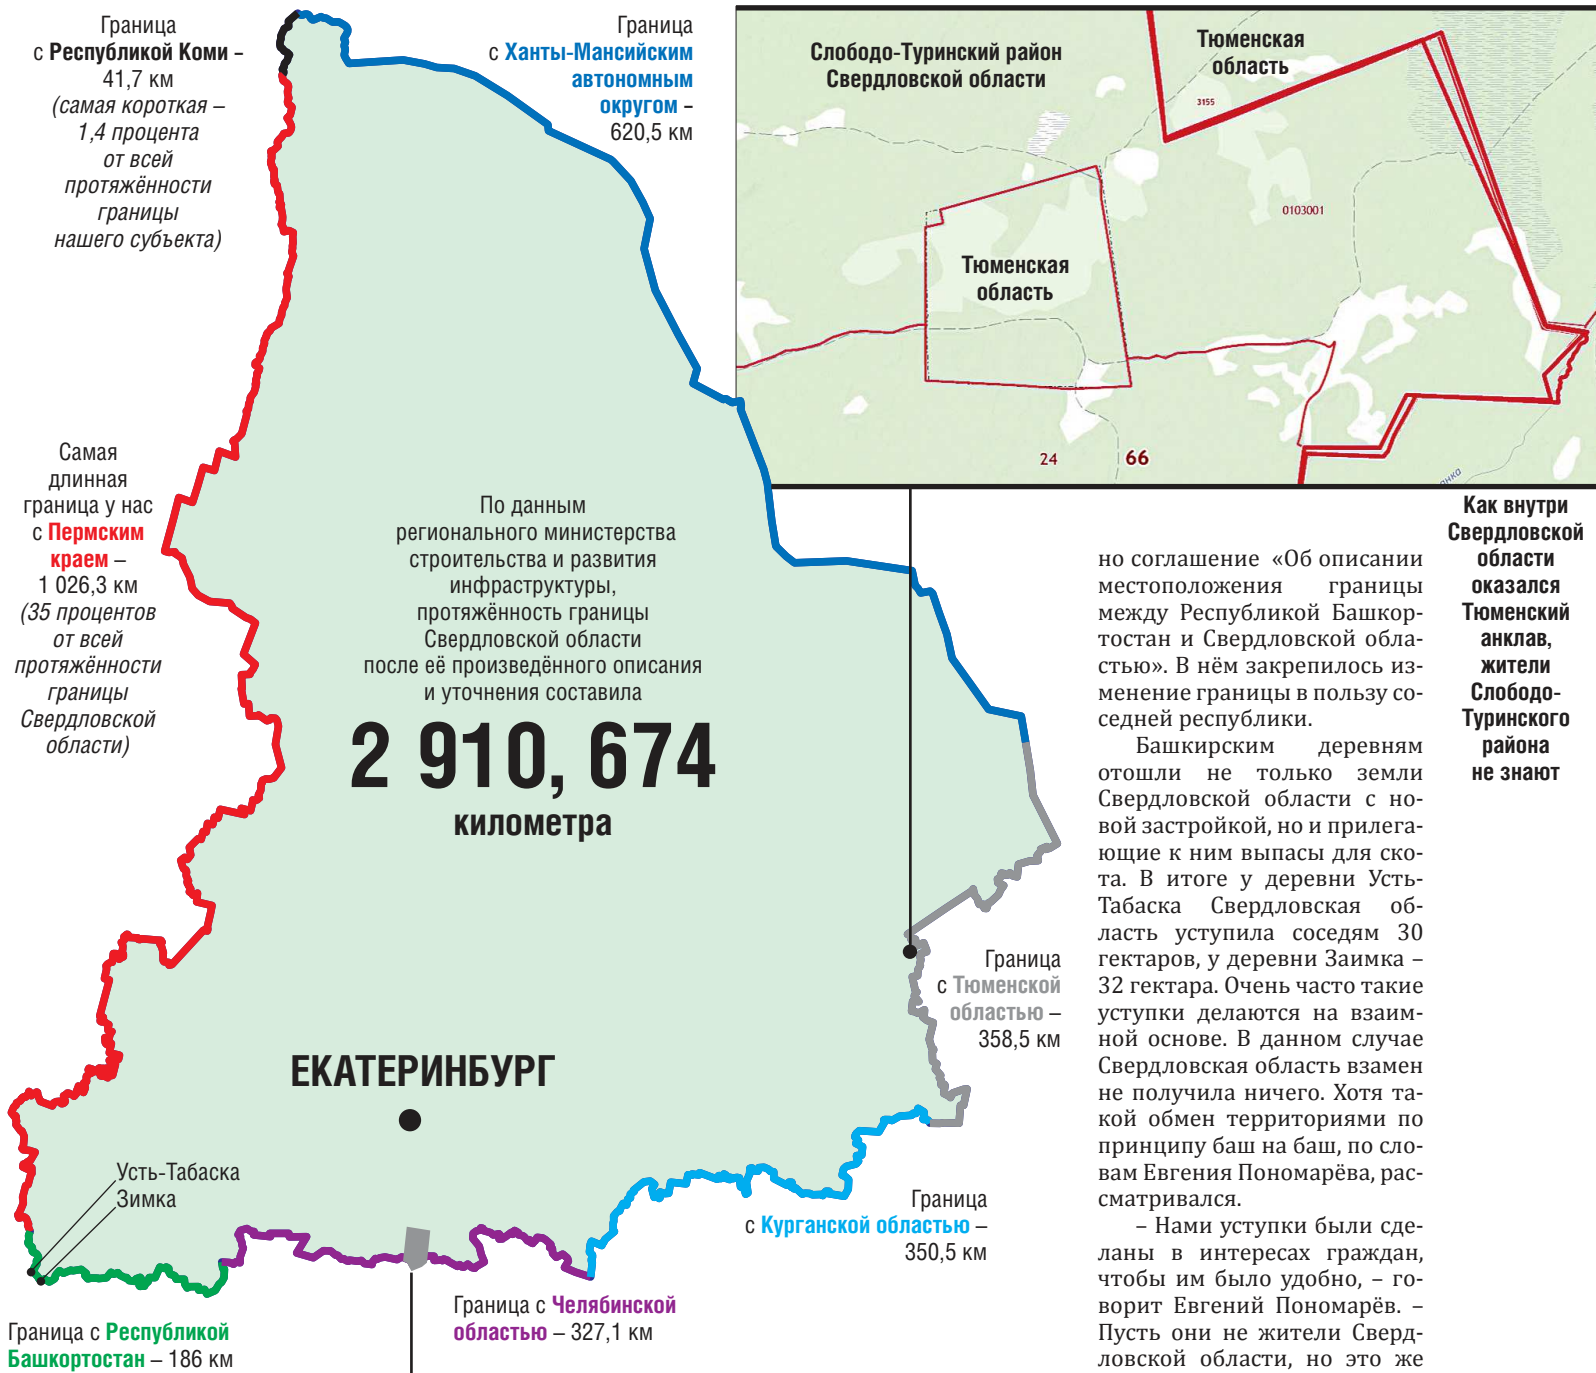 Граница
с Республикой Коми –
41,7 км
(самая короткая –
1,4 процента
от всей
протяжённости
границы
нашего субъекта)
Граница
с Ханты-Мансийским
автономным
округом –
620,5 км
Слободо-Туринский район
Свердловской области
Тюменская
область
3155
0103001
Тюменская
область
24
66
нка
Самая
длинная
граница у нас
с Пермским
краем –
1 026,3 км
(35 процентов
от всей
протяжённости
границы
Свердловской
области)
По данным
регионального министерства
строительства и развития
инфраструктуры,
протяжённость границы
Свердловской области
после её произведённого описания
и уточнения составила
2 910, 674
километра
Как внутри
Свердловской
области
оказался
Тюменский
анклав,
жители
Слободо-
Туринского
района
не знают
Граница
с Тюменской
областью –
358,5 км
ЕКАТЕРИНБУРГ
Усть-Табаска
Зимка
Граница
с Курганской областью –
350,5 км
Граница с Челябинской
областью – 327,1 км
Граница с Республикой
Башкортостан – 186 км
но соглашение «Об описании
местоположения границы
между Республикой Башкор-
тостан и Свердловской обла-
стью». В нём закрепилось из-
менение границы в пользу со-
седней республики.
Башкирским деревням
отошли не только земли
Свердловской области с но-
вой застройкой, но и прилега-
ющие к ним выпасы для ско-
та. В итоге у деревни Усть-
Табаска Свердловская об-
ласть уступила соседям 30
гектаров, у деревни Заимка –
32 гектара. Очень часто такие
уступки делаются на взаим-
ной основе. В данном случае
Свердловская область взамен
не получила ничего. Хотя та-
кой обмен территориями по
принципу баш на баш, по сло-
вам Евгения Пономарёва, рас-
сматривался.
– Нами уступки были сде-
ланы в интересах граждан,
чтобы им было удобно, – го-
ворит Евгений Пономарёв. –
Пусть они не жители Сверд-
ловской области, но это же